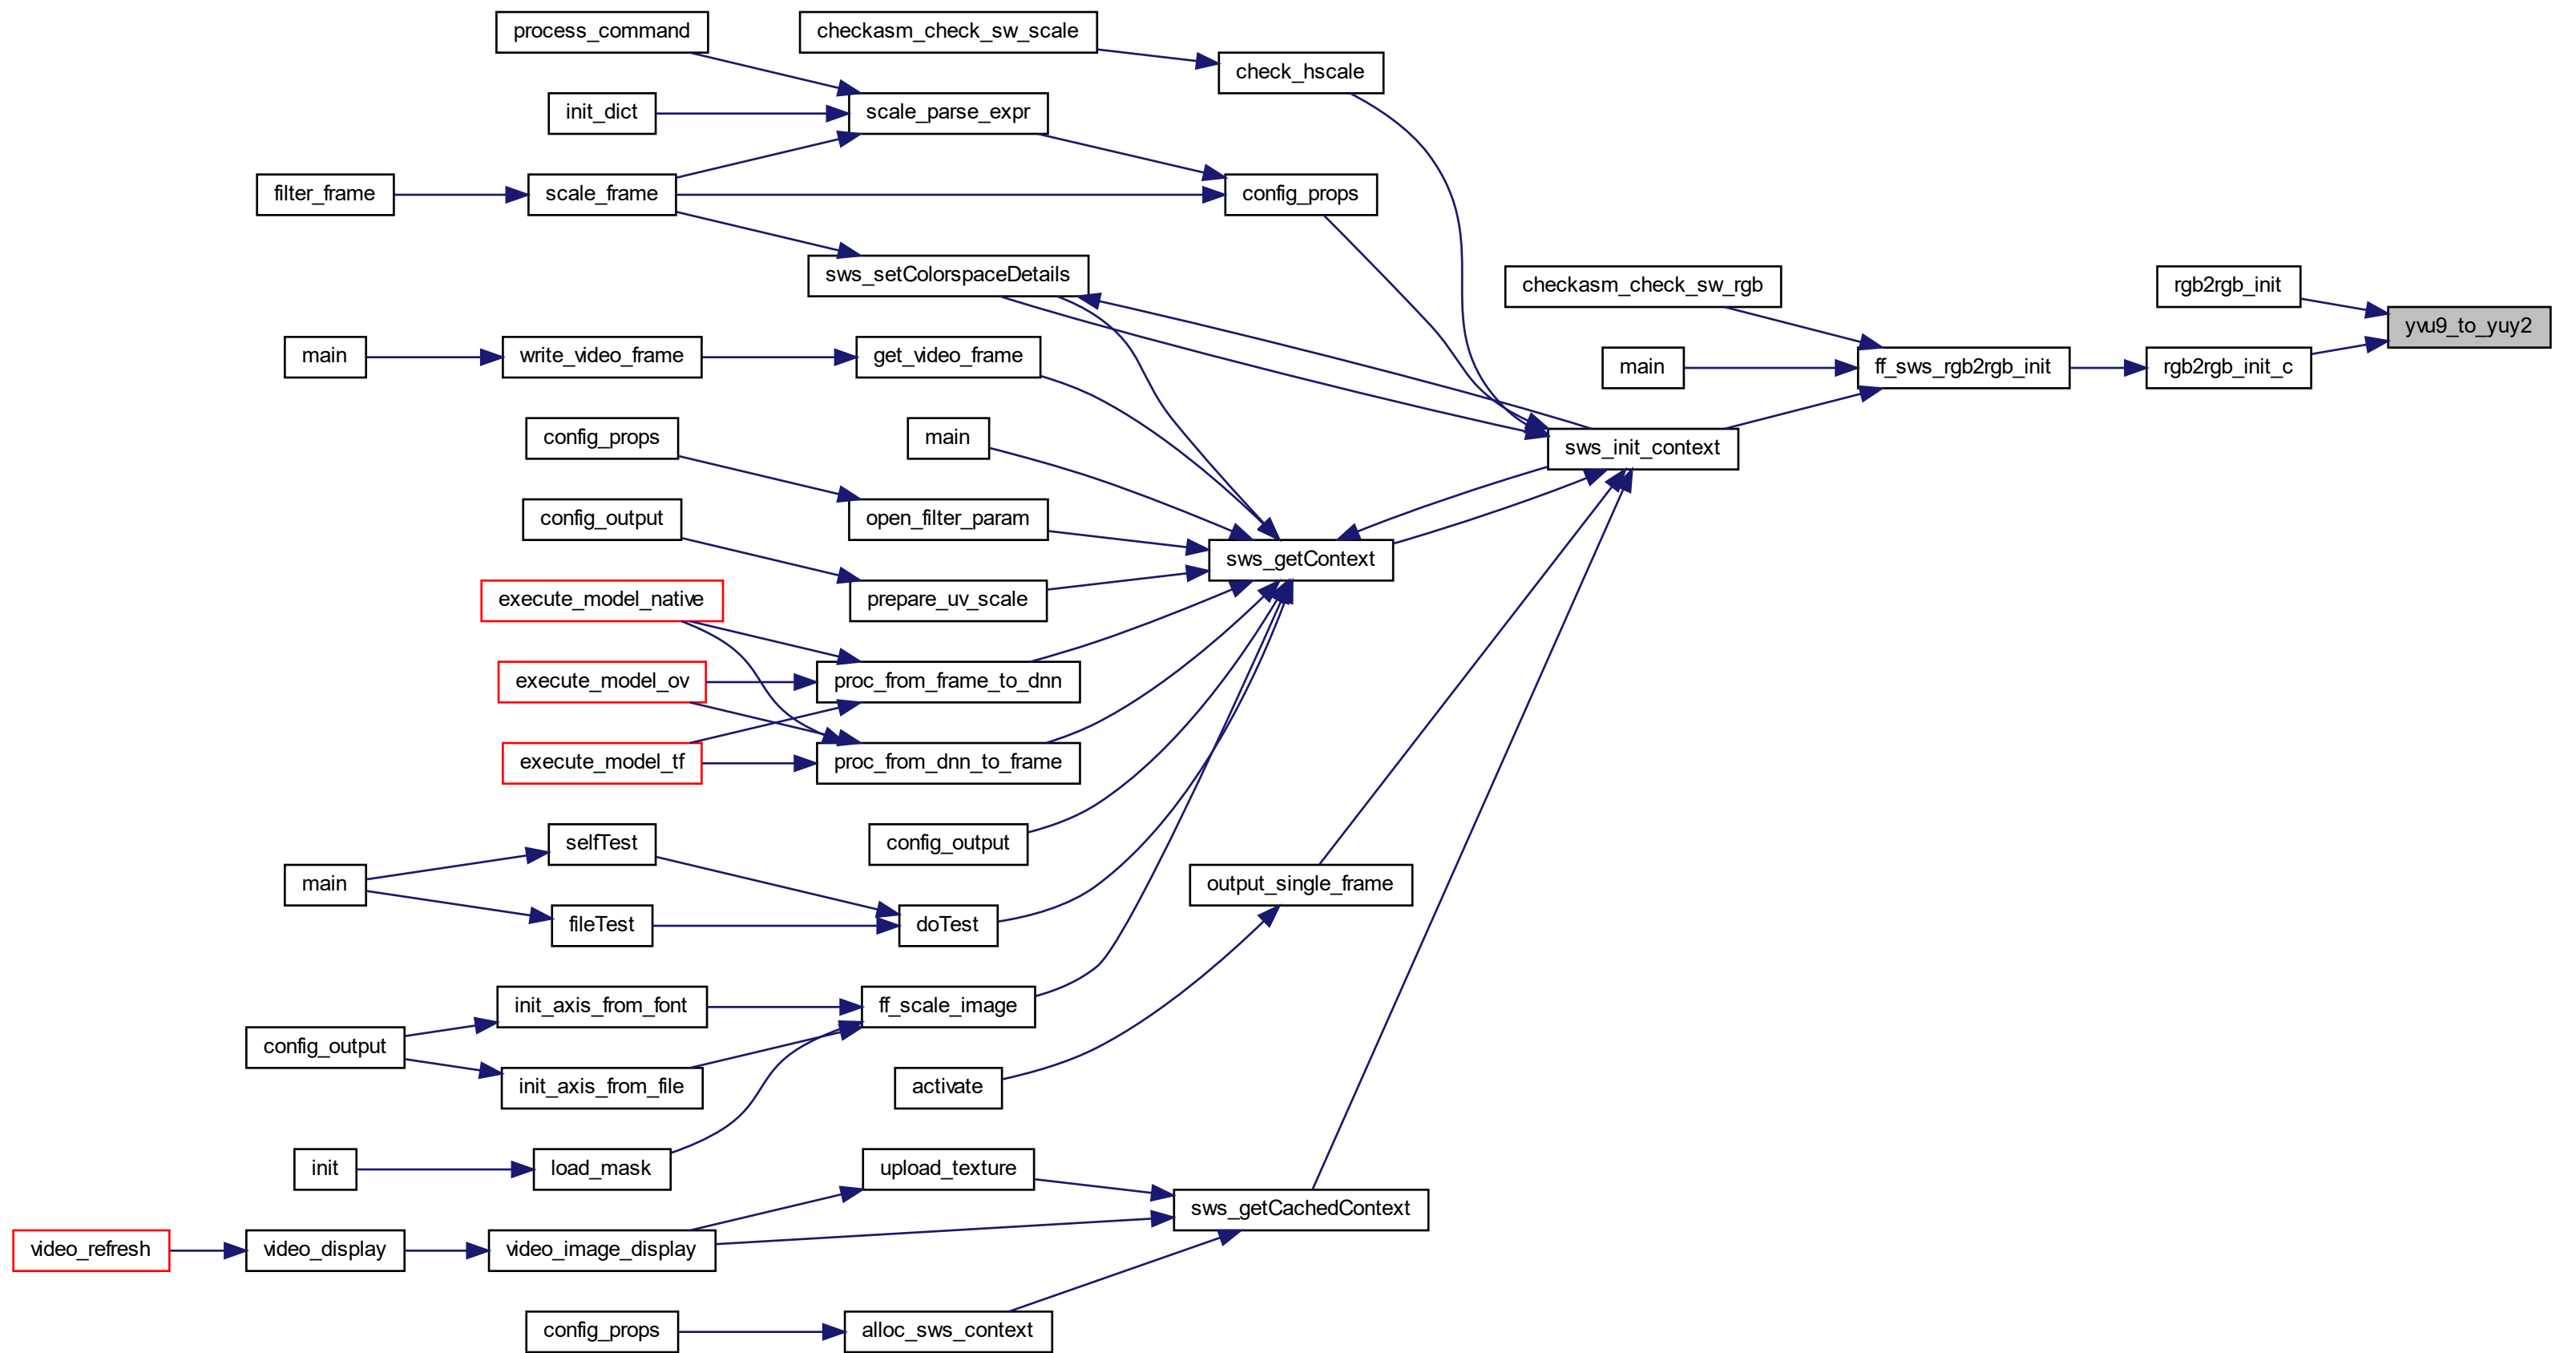 process_command
checkasm_check_sw_scale
check_hscale
init_dict
scale_parse_expr
filter_frame
scale_frame
config_props
sws_setColorspaceDetails
checkasm_check_sw_rgb
rgb2rgb_init
yvu9_to_yuy2
main
write_video_frame
get_video_frame
main
ff_sws_rgb2rgb_init
rgb2rgb_init_c
config_props
main
sws_init_context
config_output
open_filter_param
sws_getContext
execute_model_native
prepare_uv_scale
execute_model_ov
proc_from_frame_to_dnn
execute_model_tf
proc_from_dnn_to_frame
selfTest
config_output
main
output_single_frame
fileTest
doTest
init_axis_from_font
ff_scale_image
config_output
init_axis_from_file
activate
init
load_mask
upload_texture
sws_getCachedContext
video_refresh
video_display
video_image_display
config_props
alloc_sws_context